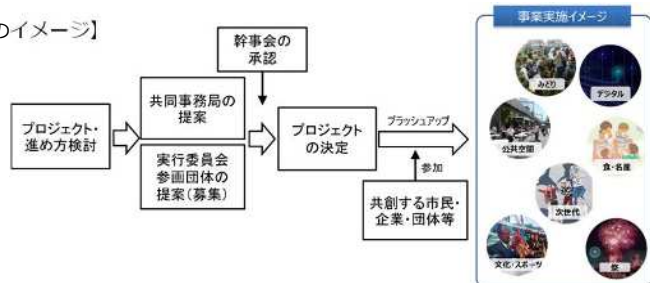 のイメージ】
プロジェクト・
進め方検討
共同事務局の
提案
実行委員会
参画団体の
提案(募集)
幹事会の
承認
プロジェクト
の決定
ブラッシュアップ
参加
共創する市民・
企業・団体等
事業実施イメージ
みどり
デジタル
公共空間
食・名産
次世代
文化・スポーツ
祭